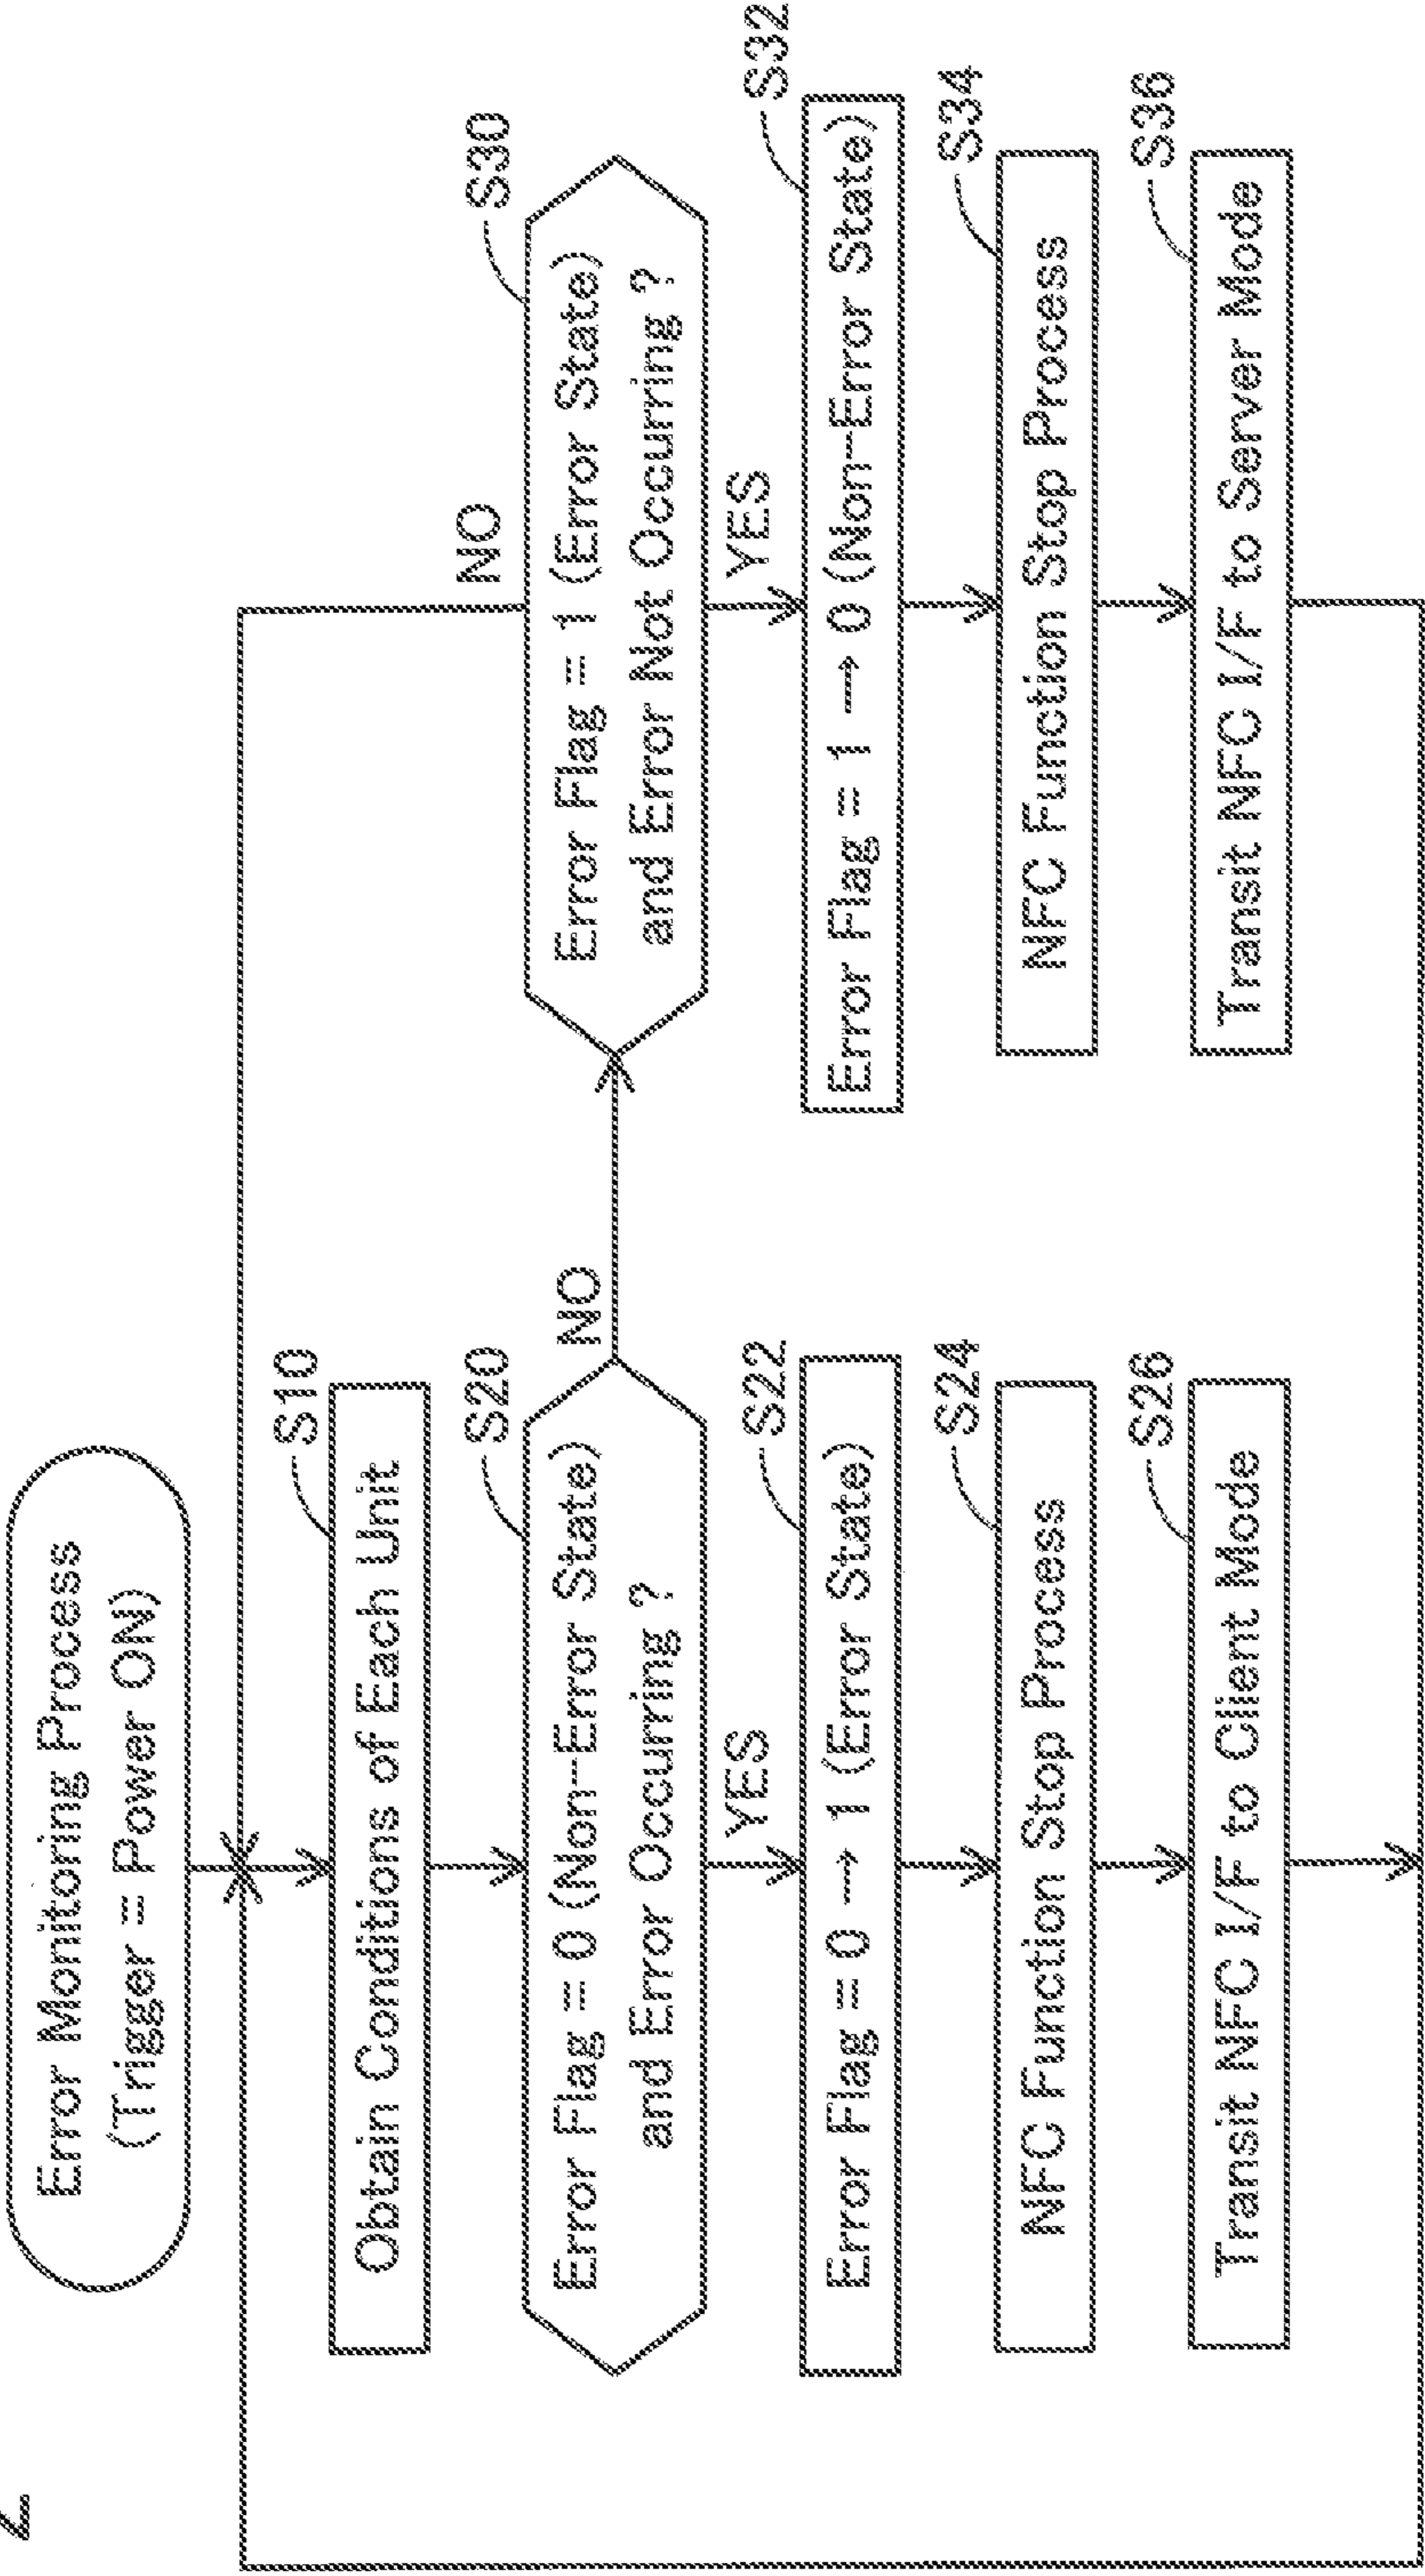 Error Monitoring Process
(Trigger = Power ON)
S10
Obtain Conditions of Each Unit
S20
Error Flag = 0 (Non-Error State)
and Error Occurring ?
NO
YES
S22
Error Flag = 0 → 1 (Error State)
S24
NFC Function Stop Process
S26
Transit NFC I/F to Client Mode
S30
Error Flag = 1 (Error State)
and Error Not Occurring ?
NO
YES
S32
Error Flag = 1 → 0 (Non-Error State)
S34
NFC Function Stop Process
S36
Transit NFC I/F to Server Mode